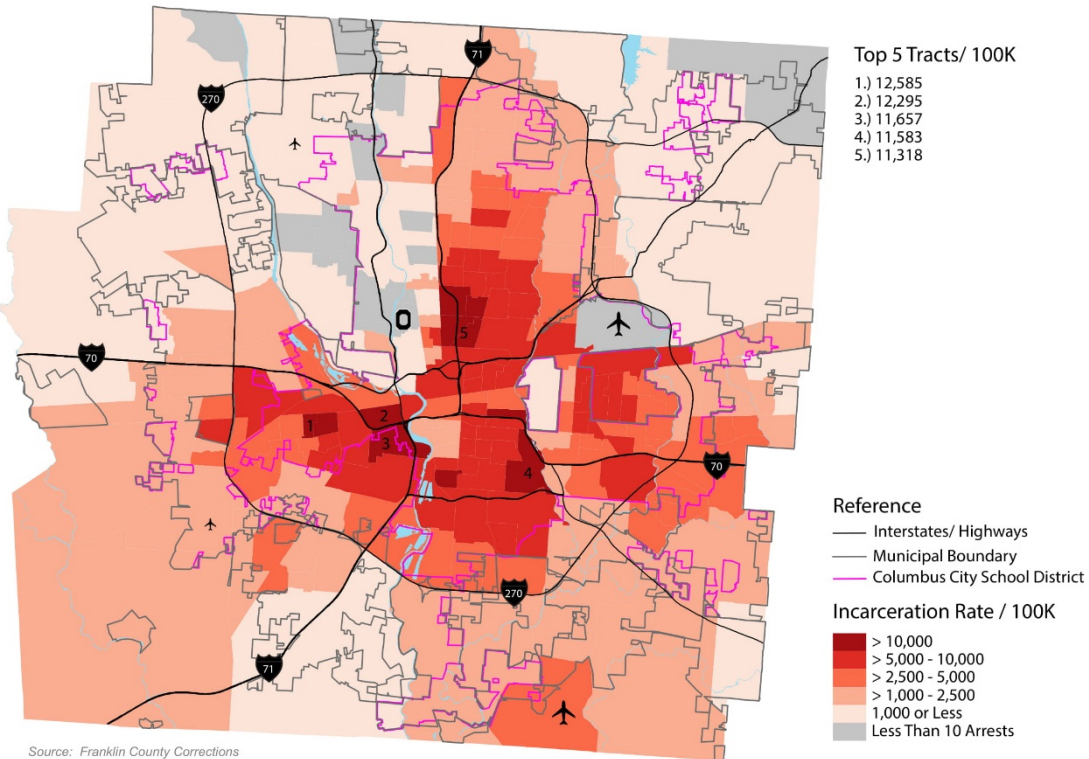 Top 5 Tracts/ 100K
1.) 12,585
2.) 12,295
3.) 11,657
4.) 11,583
5.) 11,318
71
270
5
70
2
1
3
4
70
270
71
Reference
Interstates/ Highways
Municipal Boundary
Columbus City School District
Incarceration Rate / 100K
> 10,000
> 5,000 - 10,000
> 2,500 - 5,000
> 1,000 - 2,500
1,000 or Less
Less Than 10 Arrests
Source: Franklin County Corrections